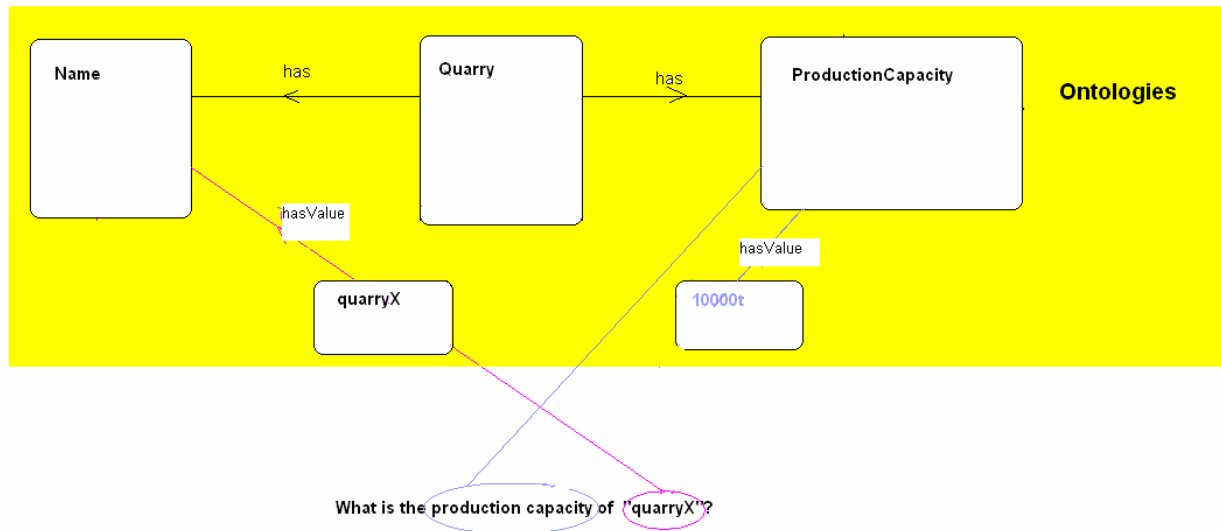 Name
has
Quarry
has
ProductionCapacity
Ontologies
hasValue
hasValue
quarryX
10000t
What is the production capacity of "quarryX"?